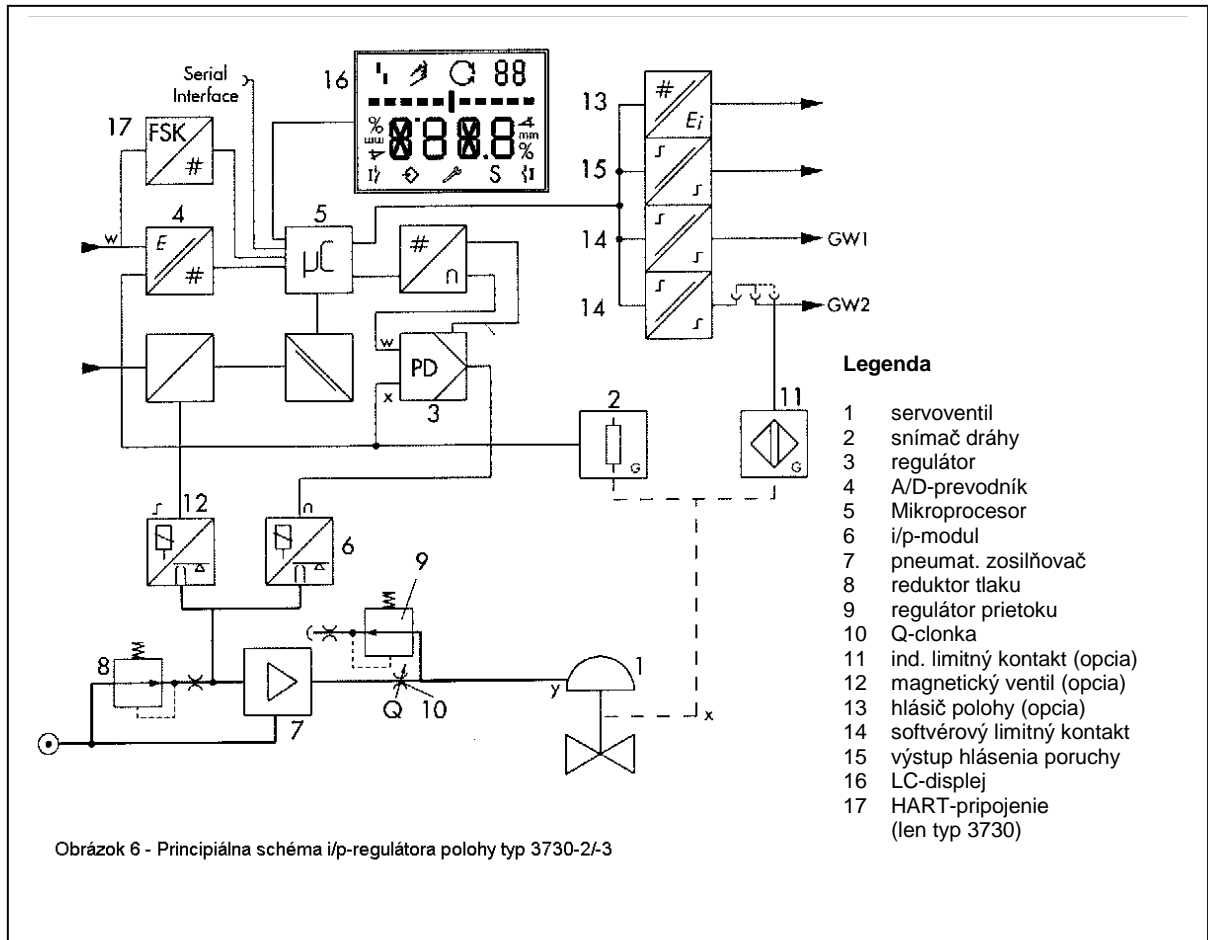 Serial
Interface
16
88
%
mm
mm
%
S
17
FSK
#
13
#
Ei
15
w
4
E
#
5
µC
#
n
14
GW1
14
GW2
w
PD
x
3
2
G
11
G
12
n
6
9
8
7
Q
10
y
1
x
Legenda
1 servoventil
2 snímač dráhy
3 regulátor
4 A/D-prevodník
5 Mikroprocesor
6 i/p-modul
7 pneumat. zosilňovač
8 reduktor tlaku
9 regulátor prietoku
10 Q-clonka
11 ind. limitný kontakt (opcia)
12 magnetický ventil (opcia)
13 hlásič polohy (opcia)
14 softvérový limitný kontakt
15 výstup hlásenia poruchy
16 LC-displej
17 HART-pripojenie
(len typ 3730)
Obrázok 6 - Principiálna schéma i/p-regulátora polohy typ 3730-2/-3